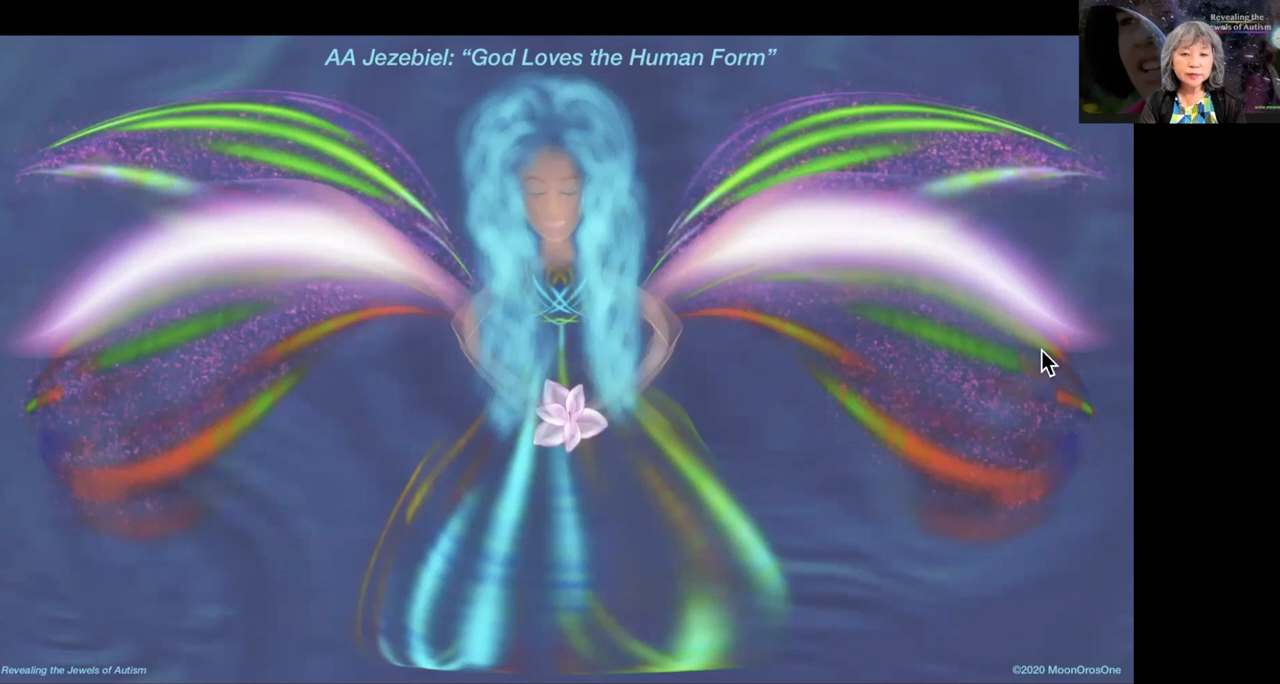 AA Jezebiel: “God Loves the Human Form”
Revealing the
Jewels of Autism
Revealing the Jewels of Autism
©2020 MoonOrosOne